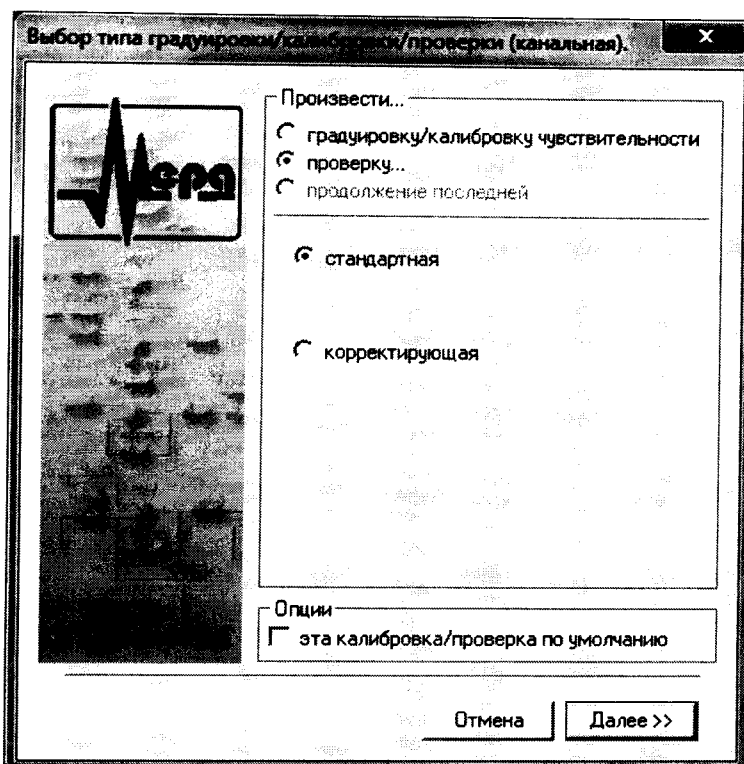 Выбор типа градуировки/калибровки/проверки (канальная).
Мера
Произвести...
градуировку/калибровку чувствительности
проверку...
продолжение последней
стандартная
корректирующая
Опции
эта калибровка/проверка по умолчанию
Отмена
Далее >>